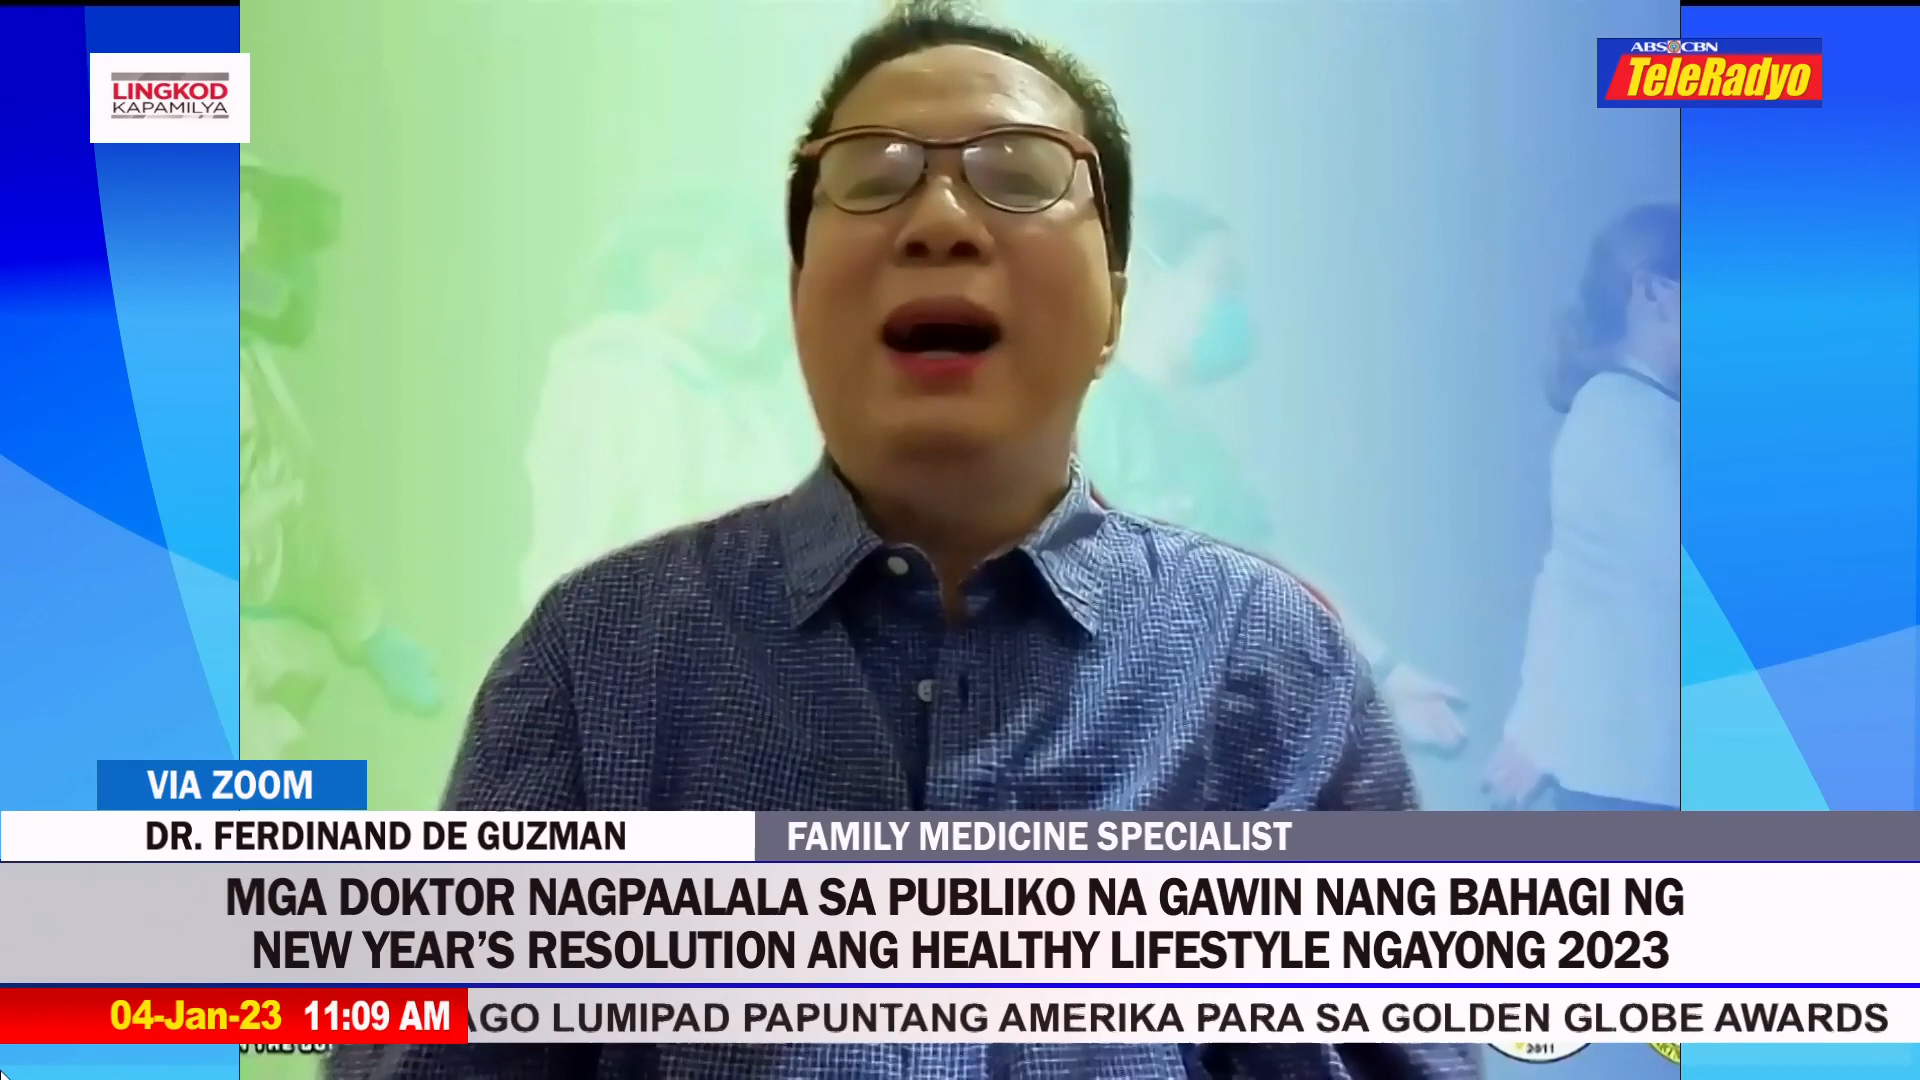 LINGKOD
KAPAMILYA
ABS-CBN
TeleRadyo
VIA ZOOM
DR. FERDINAND DE GUZMAN
FAMILY MEDICINE SPECIALIST
MGA DOKTOR NAGPAALALA SA PUBLIKO NA GAWIN NANG BAHAGI NG
NEW YEAR'S RESOLUTION ANG HEALTHY LIFESTYLE NGAYONG 2023
04-Jan-23 11:09 AM
AGO LUMIPAD PAPUNTANG AMERIKA PARA SA GOLDEN GLOBE AWARDS
2011